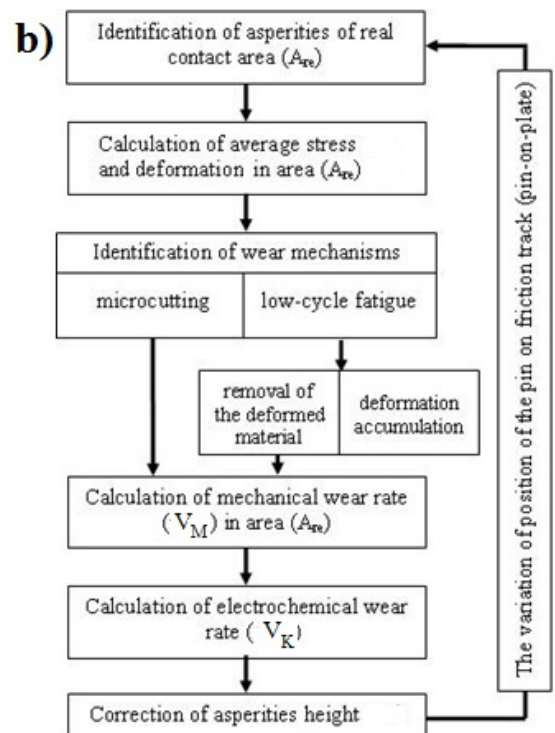 b)
Identification of asperities of real
contact area (Are)
Calculation of average stress
and deformation in area (Are)
Identification of wear mechanisms
microcutting
low-cycle fatigue
removal of
the deformed
material
deformation
accumulation
Calculation of mechanical wear rate
(VM) in area (Are)
Calculation of electrochemical wear
rate (VK)
Correction of asperities height
The variation of position of the pin on friction track (pin-on-plate)